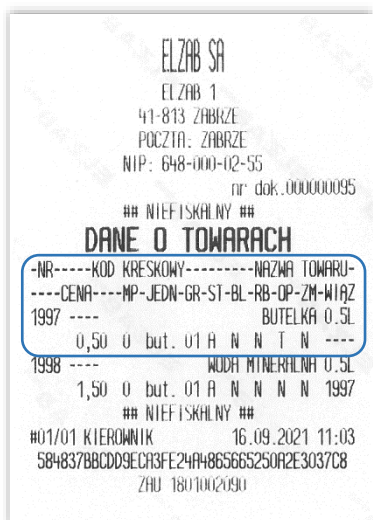 ELZAB SA
ELZAB 1
41-813 ZABRZE
POCZTA: ZABRZE
NIP: 648-000-02-55
nr dok.000000095
## NIEFISKALNY ##
DANE O TOWARACH
-NR-----KOD KRESKOWY---------NAZWA TOWARU-
----CENA----MP-JEDN-GR-ST-BL-RB-OP-ZM-WIĄZ
1997 ---- BUTELKA 0.5L
0,50 0 but. 01 A N N T N ----
1998 ---- WODA MINERALNA 0.5L
1,50 0 but. 01 A N N N N 1997
## NIEFISKALNY ##
#01/01 KIEROWNIK 16.09.2021 11:03
584837BBCDD9ECA3FE24A4865665250A2E3037C8
ZAU 1801002090